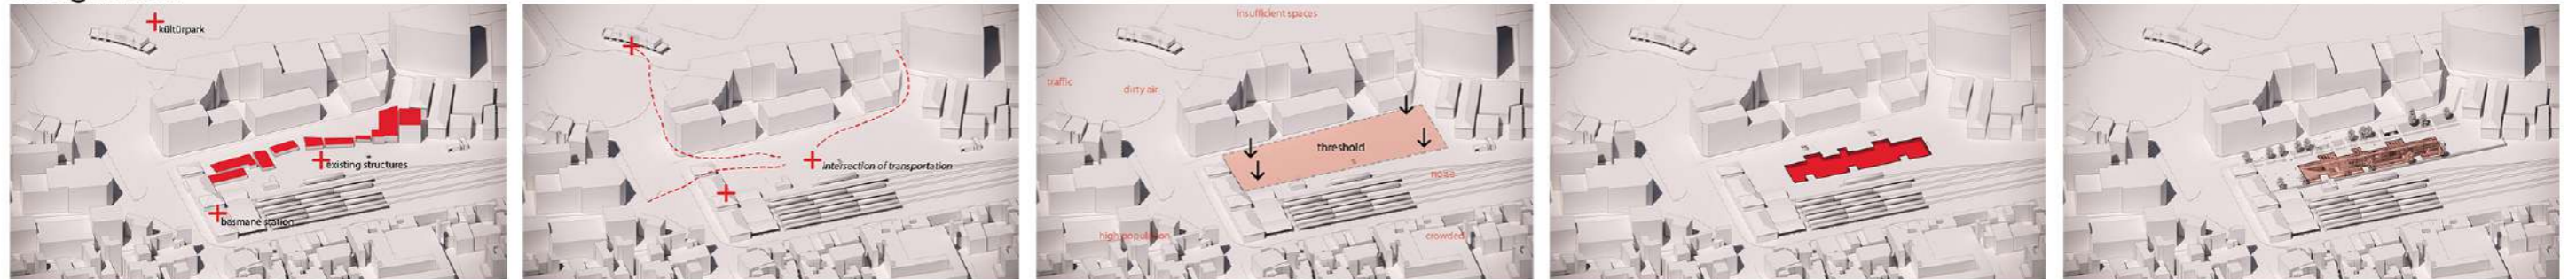 kültürpark
existing structures
basmane station
intersection of transportation
insufficient spaces
traffic
dirty air
threshold
noise
high population
crowded